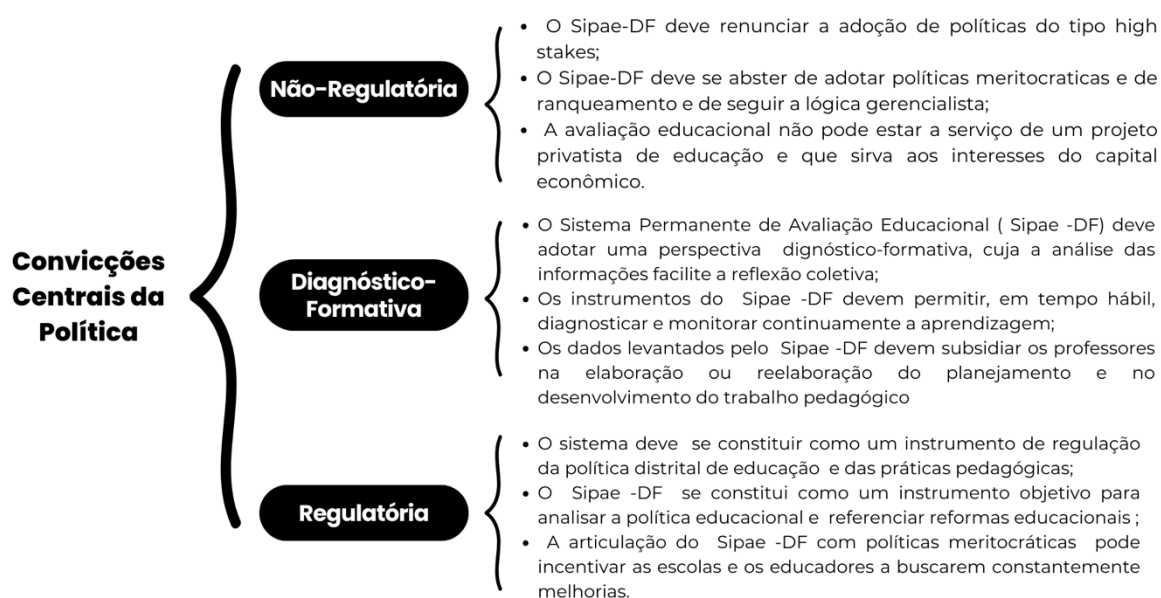 Convicções
Centrais da
Política
Não-Regulatória
• O Sipae-DF deve renunciar a adoção de políticas do tipo high
stakes;
• O Sipae-DF deve se abster de adotar políticas meritocraticas e de
ranqueamento e de seguir a lógica gerencialista;
• A avaliação educacional não pode estar a serviço de um projeto
privatista de educação e que sirva aos interesses do capital
econômico.
Diagnóstico-
Formativa
• O Sistema Permanente de Avaliação Educacional ( Sipae -DF) deve
adotar uma perspectiva dignóstico-formativa, cuja a análise das
informações facilite a reflexão coletiva;
• Os instrumentos do Sipae -DF devem permitir, em tempo hábil,
diagnosticar e monitorar continuamente a aprendizagem;
• Os dados levantados pelo Sipae -DF devem subsidiar os professores
na elaboração ou reelaboração do planejamento e no
desenvolvimento do trabalho pedagógico
Regulatória
• O sistema deve se constituir como um instrumento de regulação
da política distrital de educação e das práticas pedagógicas;
• O Sipae -DF se constitui como um instrumento objetivo para
analisar a política educacional e referenciar reformas educacionais ;
• A articulação do Sipae -DF com políticas meritocráticas pode
incentivar as escolas e os educadores a buscarem constantemente
melhorias.